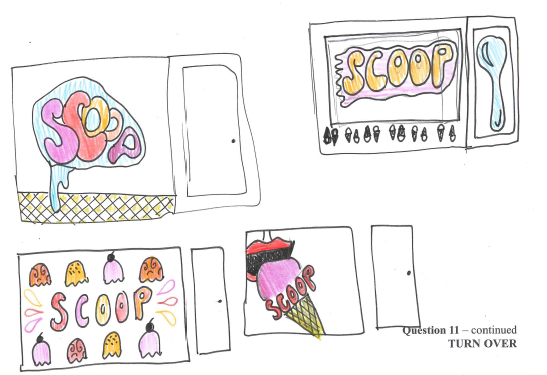 SCOOP
SCOOP
SCOOP
SCOOP
Question 11 – continued
TURN OVER